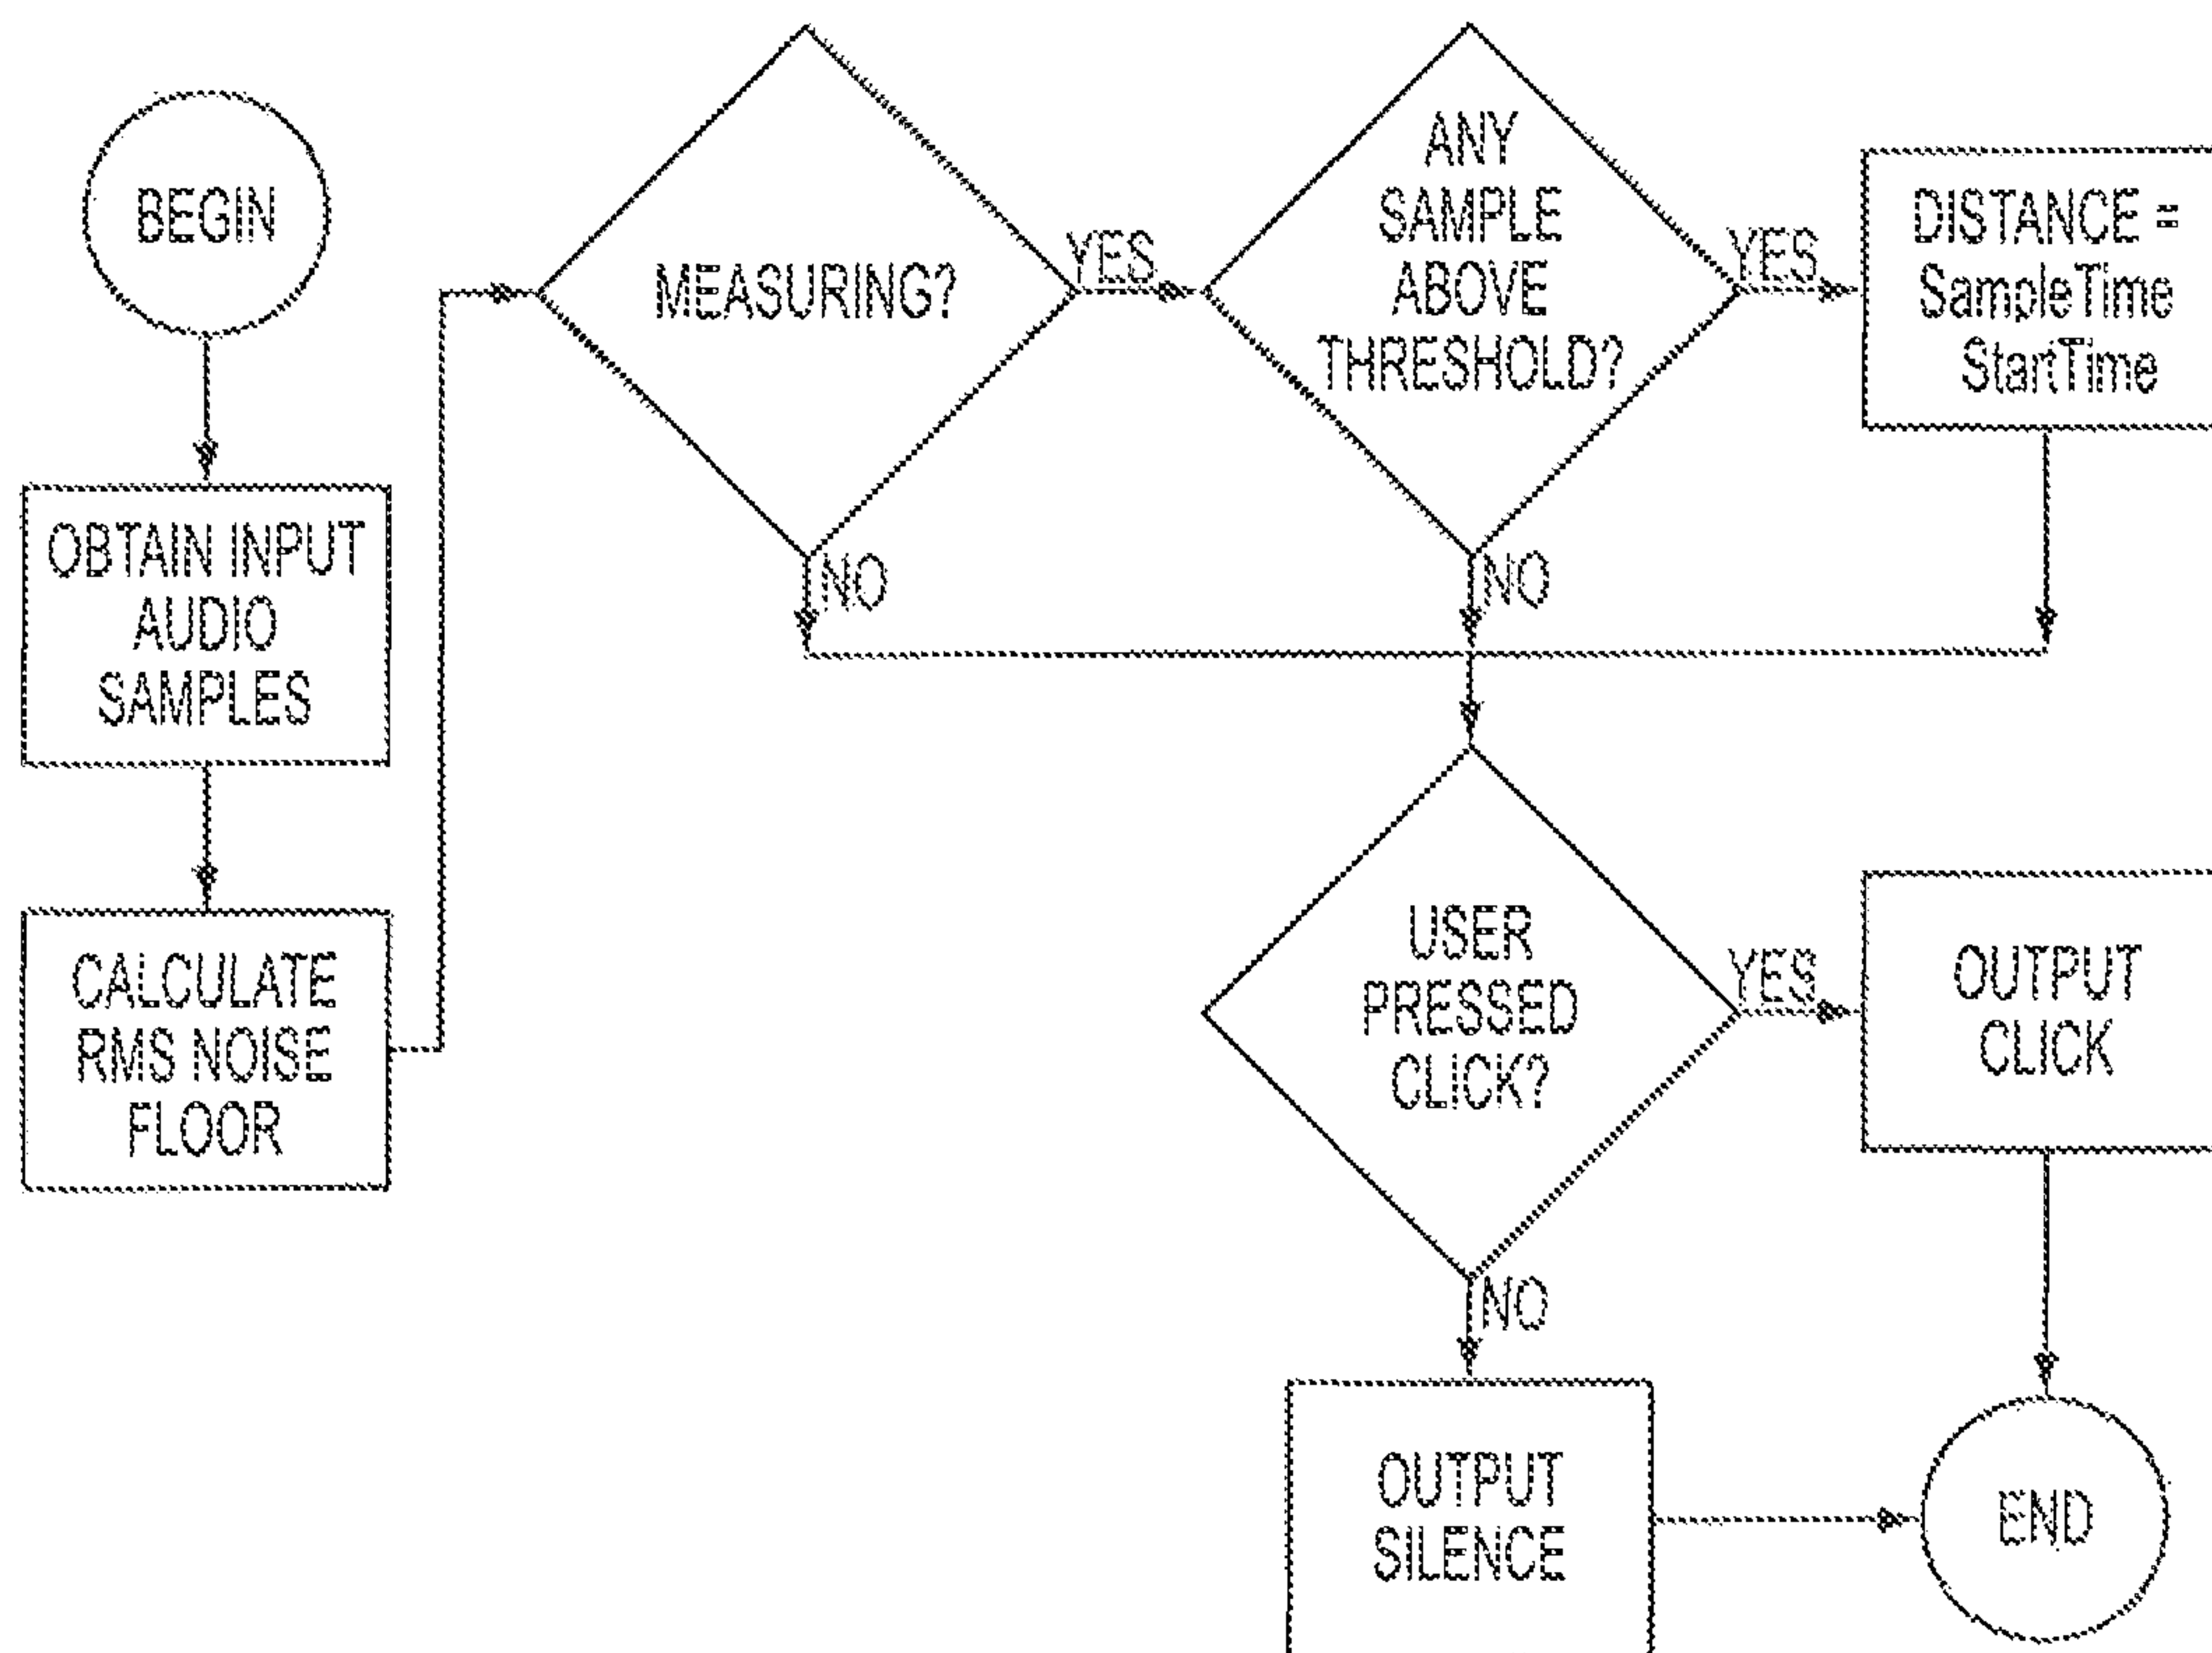 BEGIN
OBTAIN INPUT
AUDIO
SAMPLES
CALCULATE
RMS NOISE
FLOOR
MEASURING?
YES
NO
ANY
SAMPLE
ABOVE
THRESHOLD?
YES
NO
DISTANCE =
SampleTime
StartTime
USER
PRESSED
CLICK?
YES
NO
OUTPUT
CLICK
OUTPUT
SILENCE
END